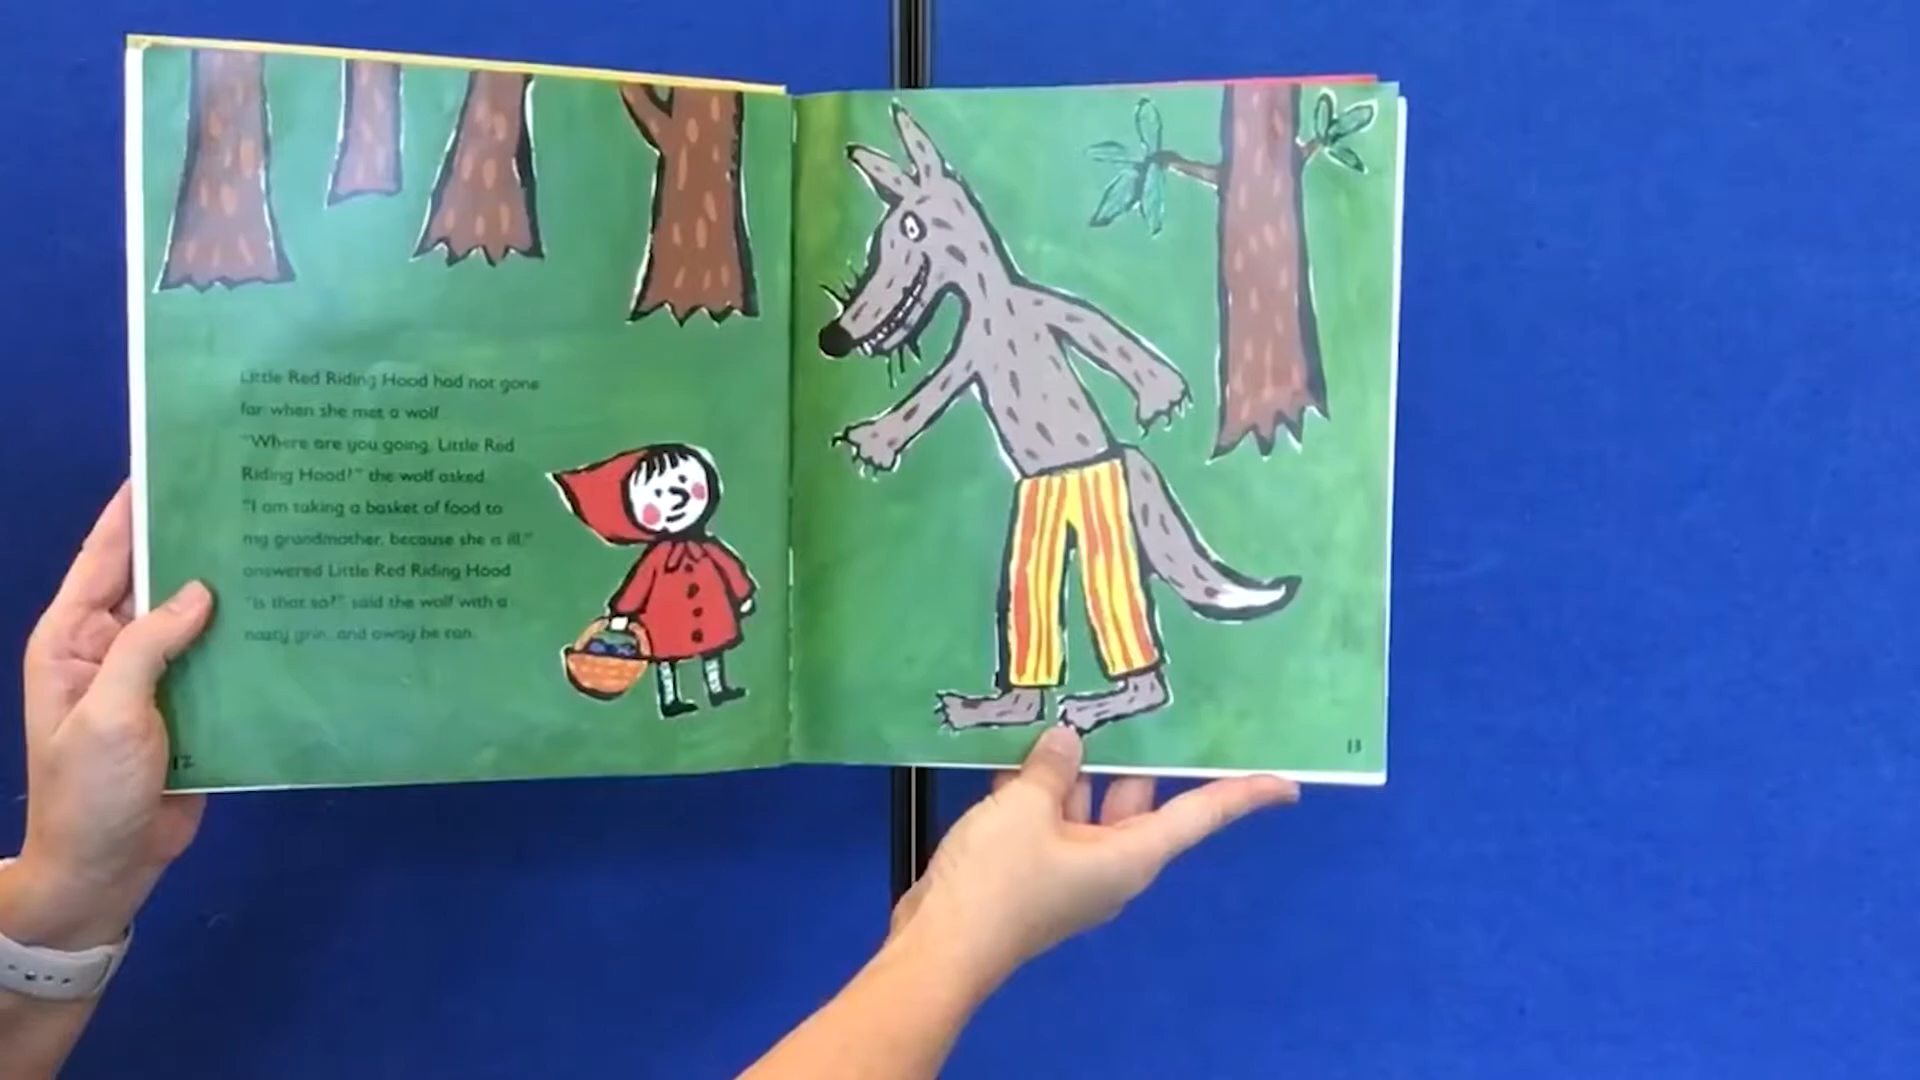 Little Red Riding Hood had not gone
far when she met a wolf.
"Where are you going, Little Red
Riding Hood?" the wolf asked.
"I am taking a basket of food to
my grandmother, because she is ill,"
answered Little Red Riding Hood.
"Is that so?" said the wolf with a
nasty grin, and away he ran.
12
13